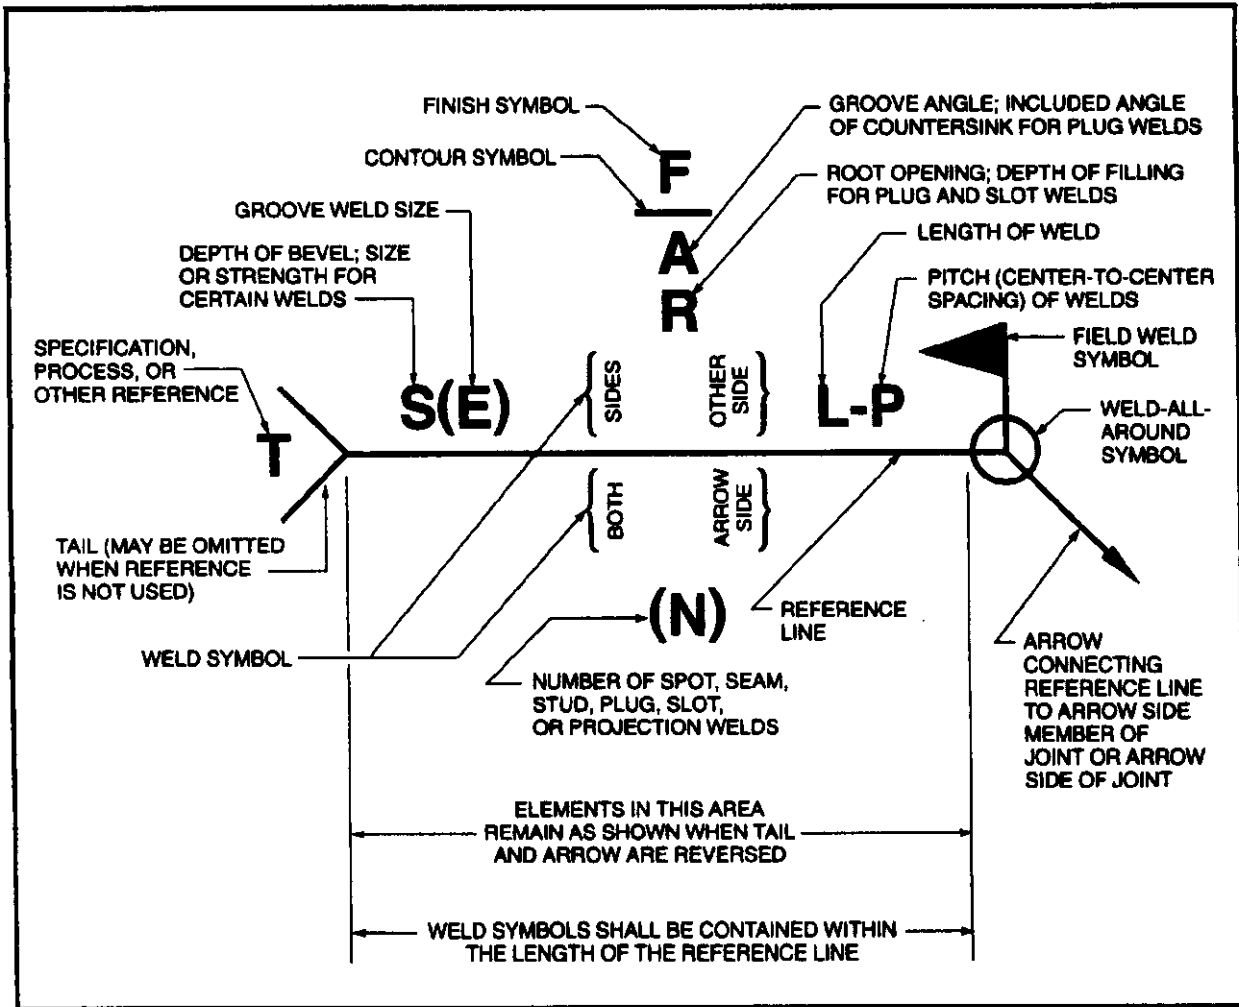 FINISH SYMBOL
CONTOUR SYMBOL
F
A
R
GROOVE ANGLE; INCLUDED ANGLE
OF COUNTERSINK FOR PLUG WELDS
ROOT OPENING; DEPTH OF FILLING
FOR PLUG AND SLOT WELDS
GROOVE WELD SIZE
DEPTH OF BEVEL; SIZE
OR STRENGTH FOR
CERTAIN WELDS
LENGTH OF WELD
PITCH (CENTER-TO-CENTER
SPACING) OF WELDS
SPECIFICATION,
PROCESS, OR
OTHER REFERENCE
T
S(E)
SIDES
OTHER
SIDE
L-P
FIELD WELD
SYMBOL
WELD-ALL-
AROUND
SYMBOL
BOTH
ARROW
SIDE
TAIL (MAY BE OMITTED
WHEN REFERENCE
IS NOT USED)
(N)
REFERENCE
LINE
WELD SYMBOL
NUMBER OF SPOT, SEAM,
STUD, PLUG, SLOT,
OR PROJECTION WELDS
ARROW
CONNECTING
REFERENCE LINE
TO ARROW SIDE
MEMBER OF
JOINT OR ARROW
SIDE OF JOINT
ELEMENTS IN THIS AREA
REMAIN AS SHOWN WHEN TAIL
AND ARROW ARE REVERSED
WELD SYMBOLS SHALL BE CONTAINED WITHIN
THE LENGTH OF THE REFERENCE LINE